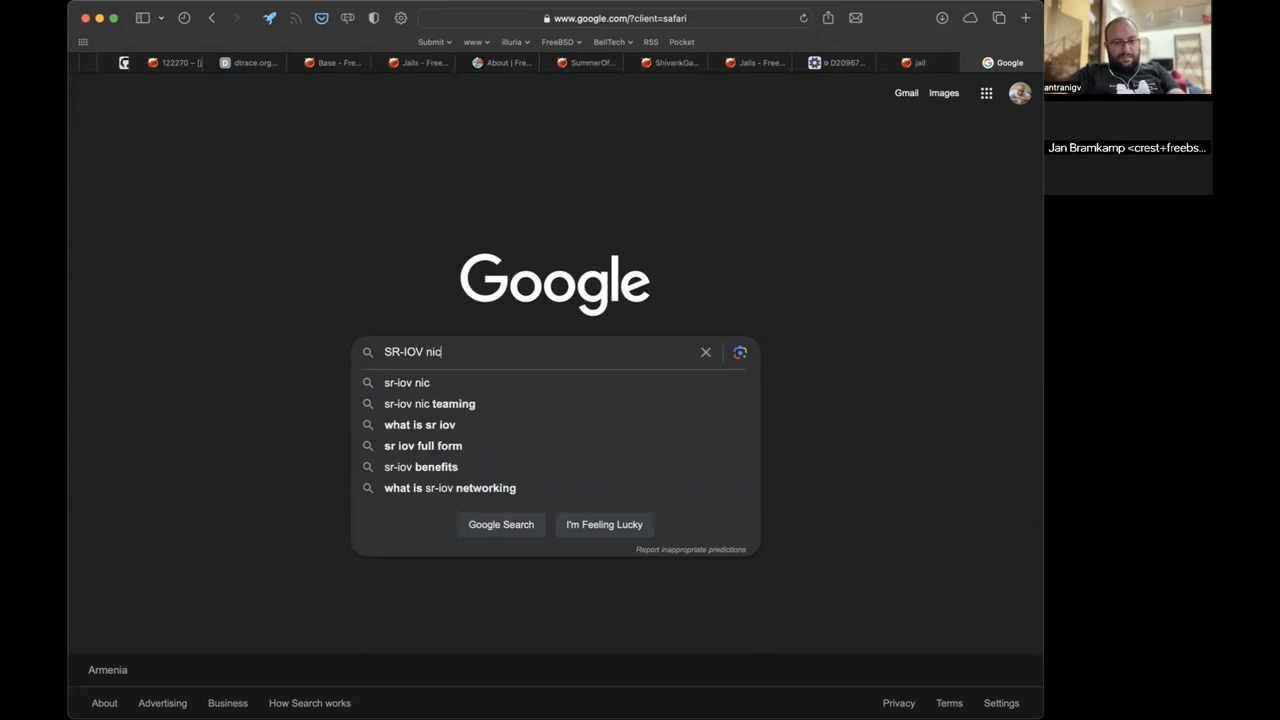 www.google.com/?client=safari
Submit www illuria FreeBSD BellTech RSS Pocket
122270 – [j dtrace.org... Base - Fre... Jails - Free... About | Fre... SummerOf... ShivankGa... Jails - Free... D20967... jail Google
antranigv
Jan Bramkamp <crest+freebs...
Gmail Images
Google
SR-IOV nic
sr-iov nic
sr-iov nic teaming
what is sr iov
sr iov full form
sr-iov benefits
what is sr-iov networking
Google Search I'm Feeling Lucky
Report inappropriate predictions
Armenia
About Advertising Business How Search works Privacy Terms Settings